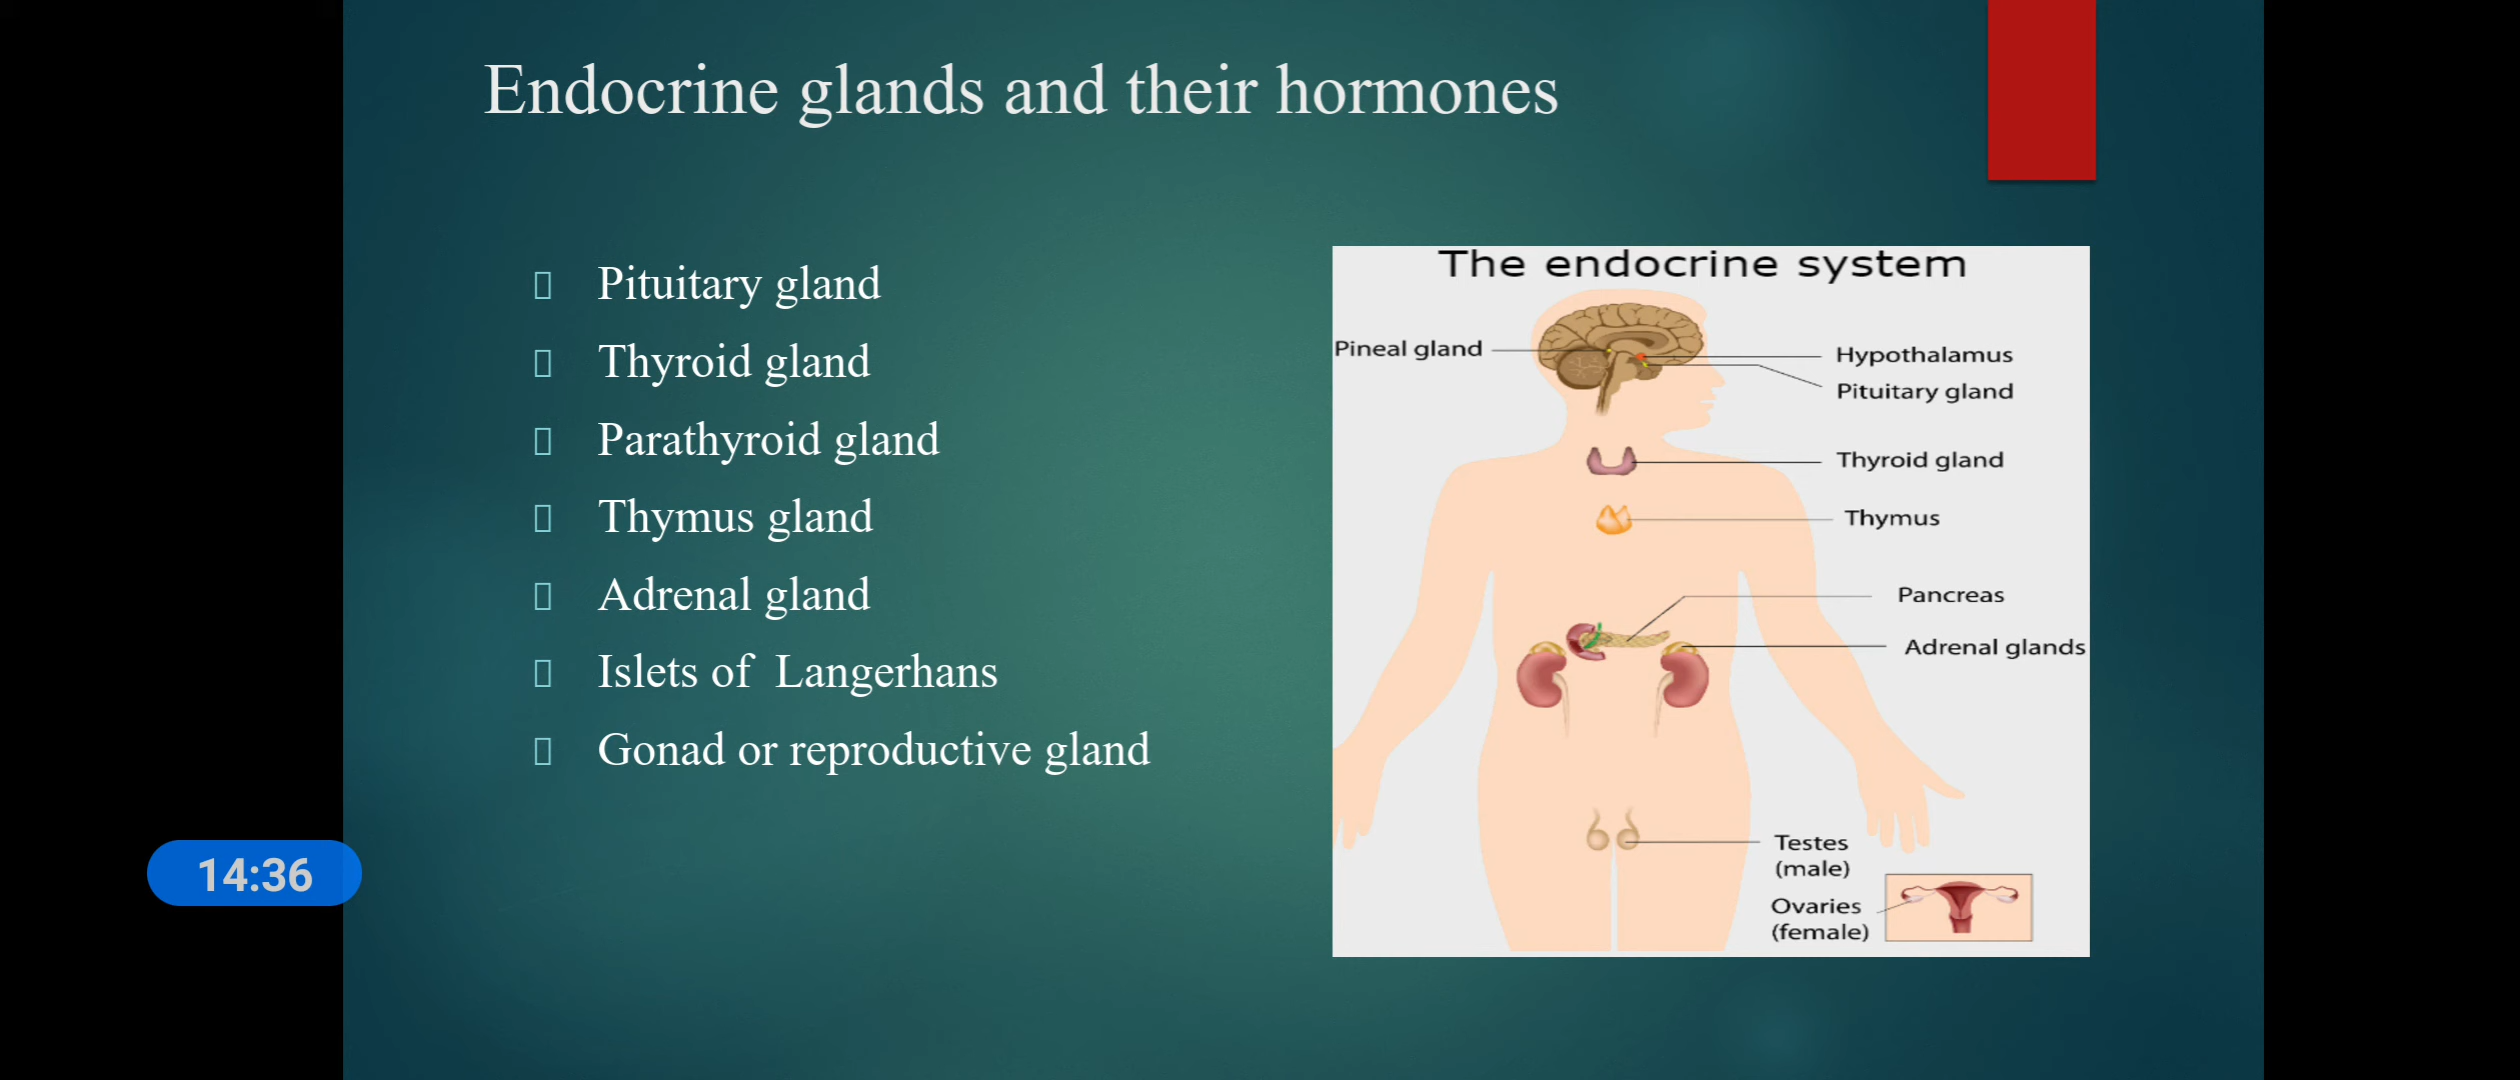 Endocrine glands and their hormones
Pituitary gland
Thyroid gland
Parathyroid gland
Thymus gland
Adrenal gland
Islets of  Langerhans
Gonad or reproductive gland
The endocrine system
Pineal gland
Hypothalamus
Pituitary gland
Thyroid gland
Thymus
Pancreas
Adrenal glands
Testes
(male)
Ovaries
(female)
14:36